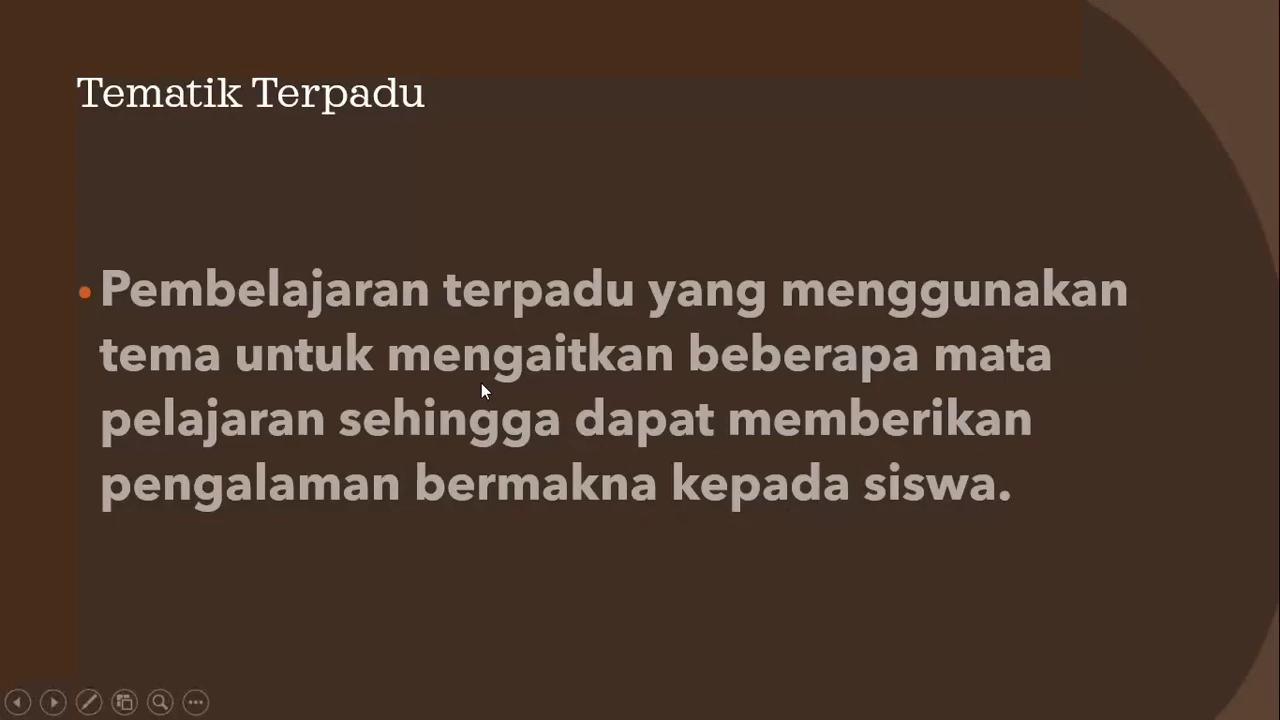 Tematik Terpadu
• Pembelajaran terpadu yang menggunakan
tema untuk mengaitkan beberapa mata
pelajaran sehingga dapat memberikan
pengalaman bermakna kepada siswa.